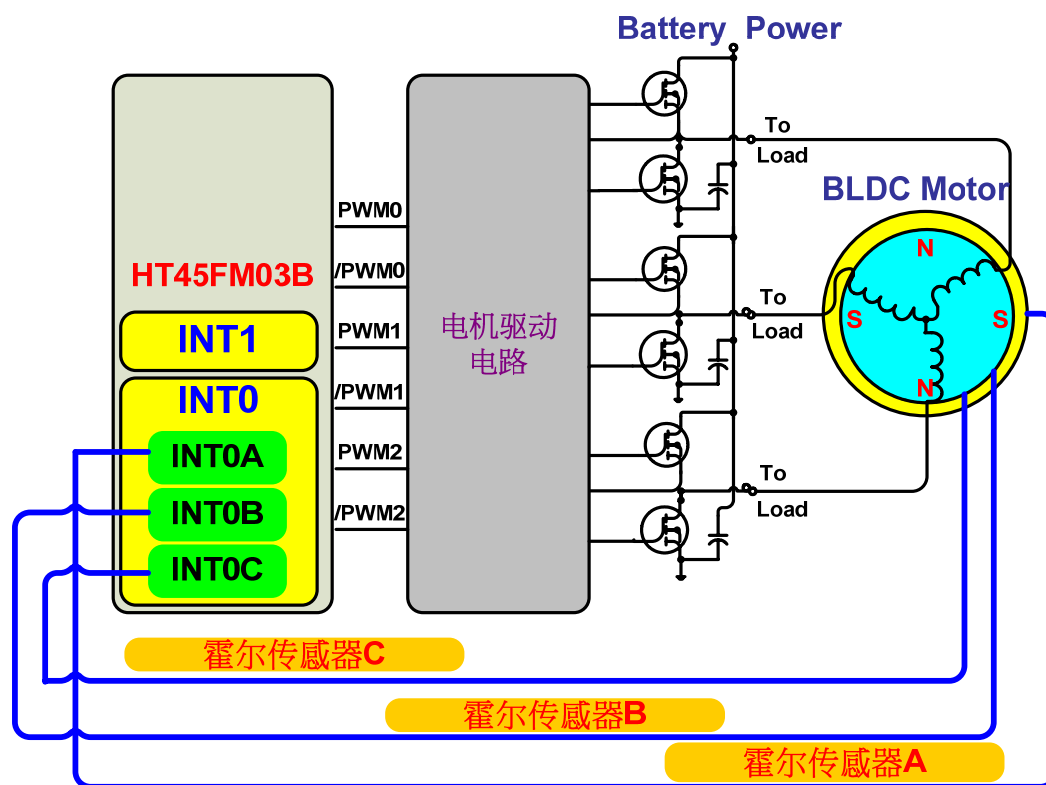 Battery Power
To
Load
BLDC Motor
PWM0
HT45FM03B
/PWM0
N
INT1
PWM1
电机驱动
电路
To
Load
S
S
INT0
/PWM1
N
INT0A
PWM2
To
Load
INT0B
/PWM2
INT0C
霍尔传感器C
霍尔传感器B
霍尔传感器A